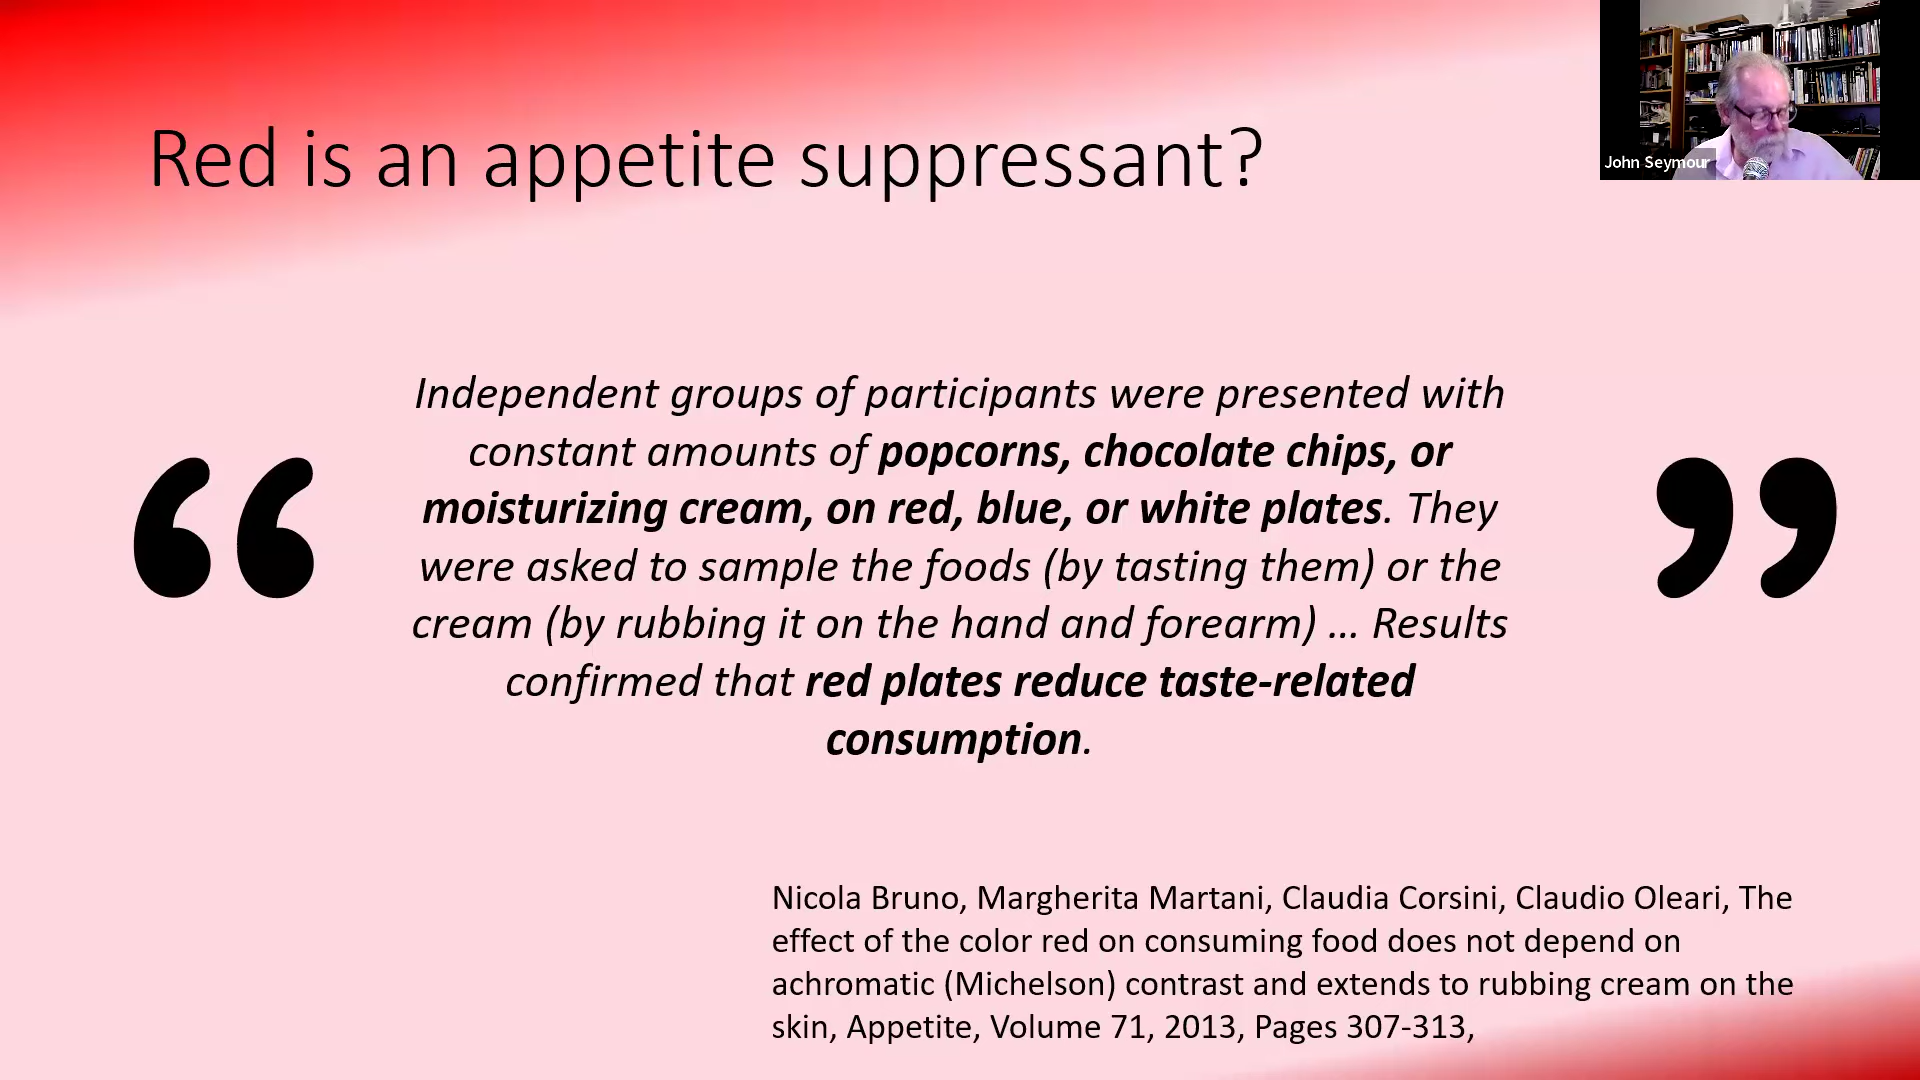 Red is an appetite suppressant?
John Seymour
“
Independent groups of participants were presented with
constant amounts of popcorns, chocolate chips, or
moisturizing cream, on red, blue, or white plates. They
were asked to sample the foods (by tasting them) or the
cream (by rubbing it on the hand and forearm) … Results
confirmed that red plates reduce taste-related
consumption.
”
Nicola Bruno, Margherita Martani, Claudia Corsini, Claudio Oleari, The
effect of the color red on consuming food does not depend on
achromatic (Michelson) contrast and extends to rubbing cream on the
skin, Appetite, Volume 71, 2013, Pages 307-313,